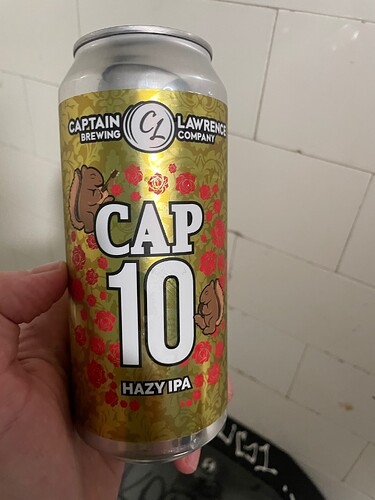 CAPTAIN LAWRENCE
BREWING COMPANY
CL
CAP
10
HAZY IPA